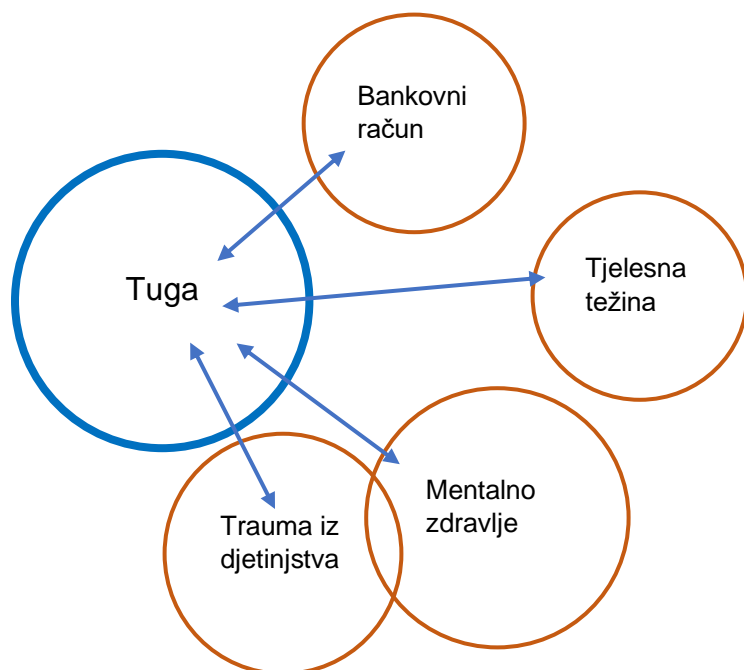 Bankovni
račun
Tuga
Tjelesna
težina
Mentalno
zdravlje
Trauma iz
djetinjstva